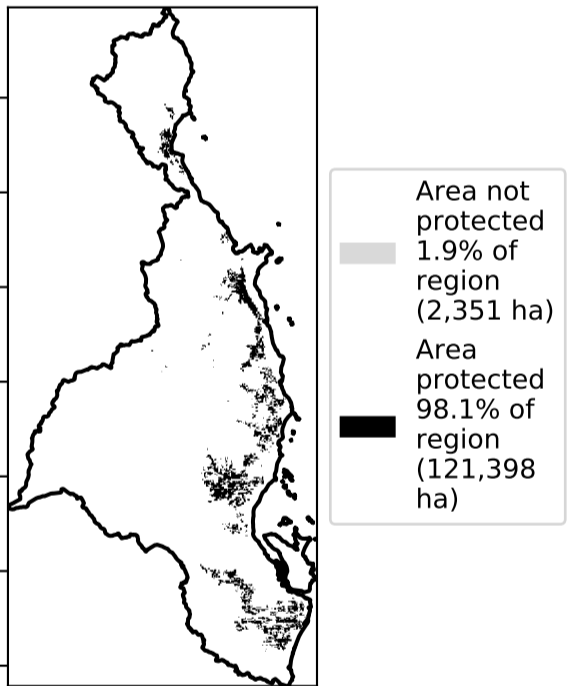 Area not
protected
1.9% of
region
(2,351 ha)
Area
protected
98.1% of
region
(121,398
ha)